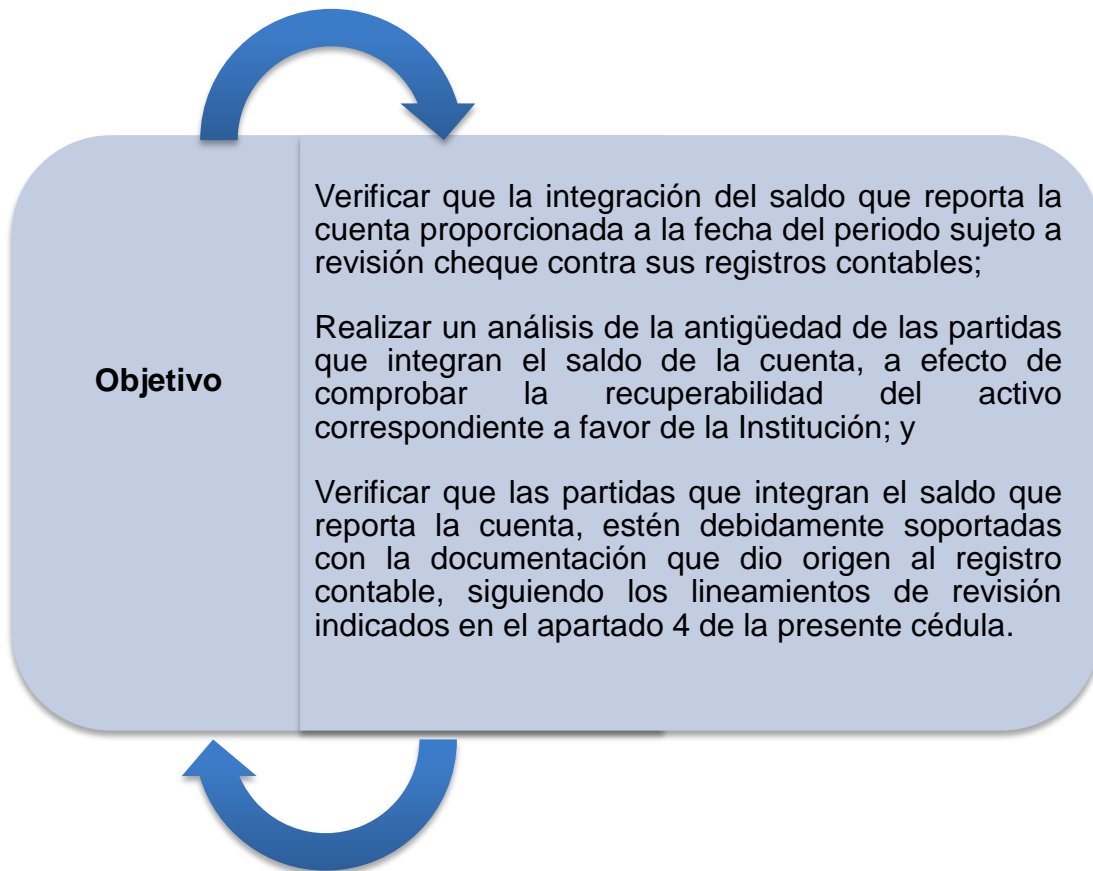 Objetivo
Verificar que la integración del saldo que reporta la
cuenta proporcionada a la fecha del periodo sujeto a
revisión cheque contra sus registros contables;
Realizar un análisis de la antigüedad de las partidas
que integran el saldo de la cuenta, a efecto de
comprobar la recuperabilidad del activo
correspondiente a favor de la Institución; y
Verificar que las partidas que integran el saldo que
reporta la cuenta, estén debidamente soportadas
con la documentación que dio origen al registro
contable, siguiendo los lineamientos de revisión
indicados en el apartado 4 de la presente cédula.